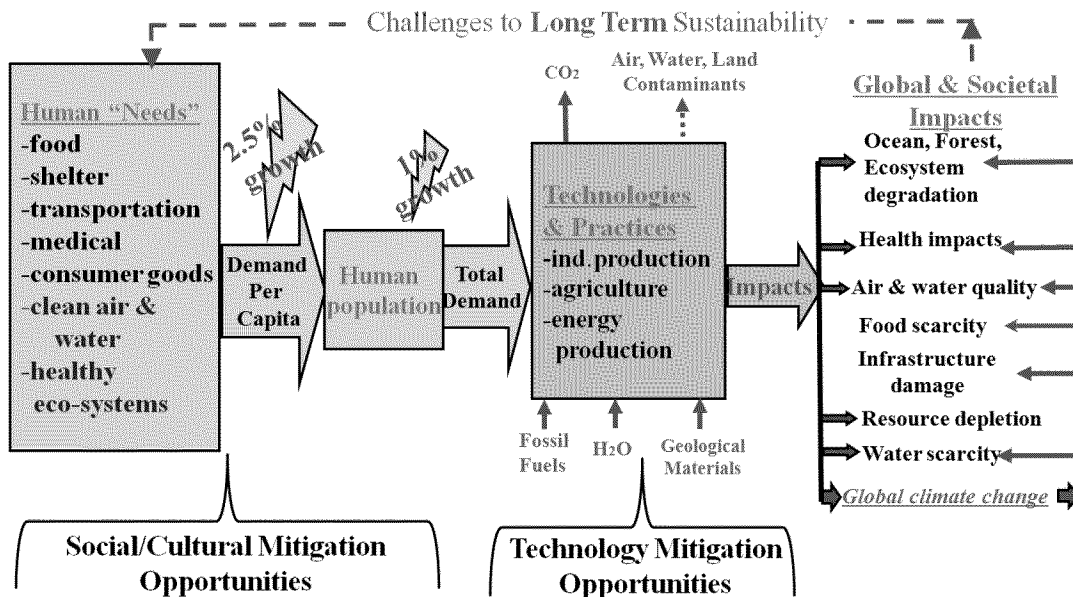 Challenges to Long Term Sustainability
Human “Needs”
-food
-shelter
-transportation
-medical
-consumer goods
-clean air &
water
-healthy
eco-systems
2.5%
growth
Demand
Per
Capita
1%
growth
Human
population
Total
Demand
CO2
Air, Water, Land
Contaminants
Technologies
& Practices
-ind. production
-agriculture
-energy
production
Fossil
Fuels
H2O
Geological
Materials
Impacts
Global & Societal
Impacts
Ocean, Forest,
Ecosystem
degradation
Health impacts
Air & water quality
Food scarcity
Infrastructure
damage
Resource depletion
Water scarcity
Global climate change
Social/Cultural Mitigation
Opportunities
Technology Mitigation
Opportunities